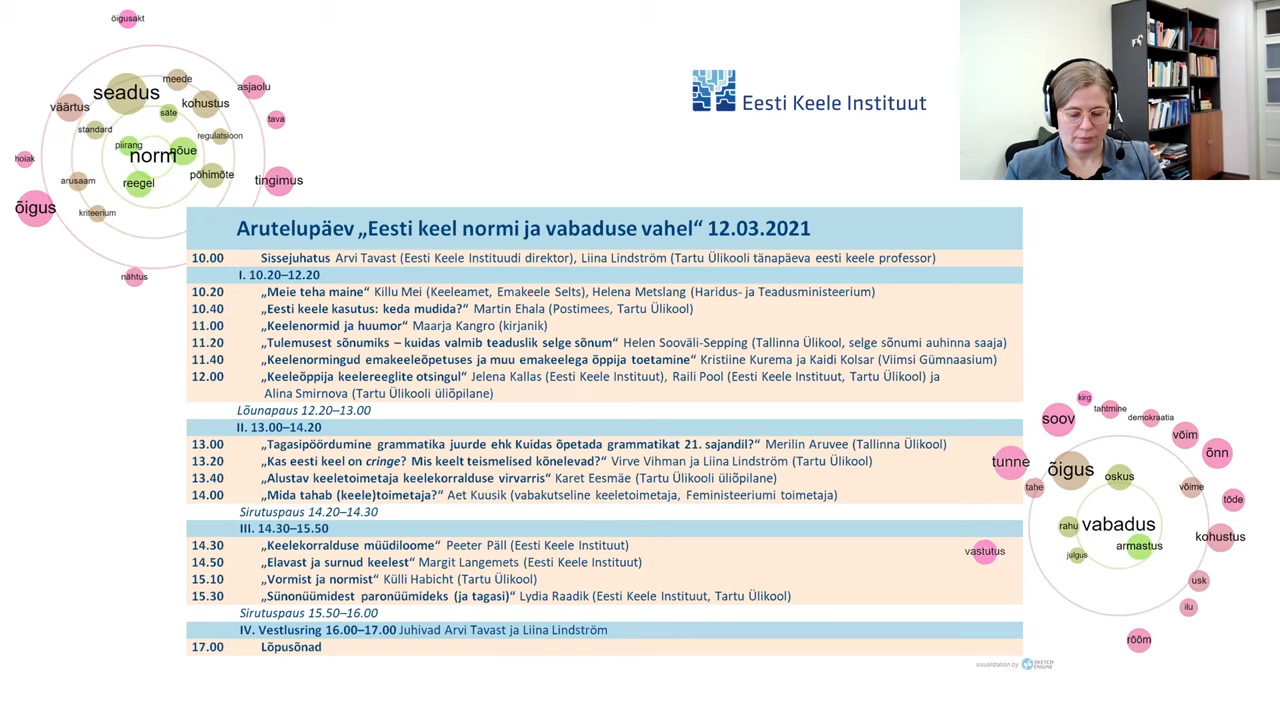 õigusakt
seadus
meede
asjaolu
väärtus
kohustus
säte
tava
standard
regulatsioon
piirang
norm
nõue
hoiak
arusaam
reegel
põhimõte
tingimus
õigus
kriteerium
nähtus
Eesti Keele Instituut
Arutelupäev „Eesti keel normi ja vabaduse vahel“ 12.03.2021
10.00 Sissejuhatus Arvi Tavast (Eesti Keele Instituudi direktor), Liina Lindström (Tartu Ülikooli tänapäeva eesti keele professor)
I. 10.20–12.20
10.20 „Meie teha maine“ Killu Mei (Keeleamet, Emakeele Selts), Helena Metslang (Haridus- ja Teadusministeerium)
10.40 „Eesti keele kasutus: keda mudida?“ Martin Ehala (Postimees, Tartu Ülikool)
11.00 „Keelenormid ja huumor“ Maarja Kangro (kirjanik)
11.20 „Tulemusest sõnumiks – kuidas valmib teaduslik selge sõnum“ Helen Sooväli-Sepping (Tallinna Ülikool, selge sõnumi auhinna saaja)
11.40 „Keelenormingud emakeeleõpetuses ja muu emakeelega õppija toetamine“ Kristiine Kurema ja Kaidi Kolsar (Viimsi Gümnaasium)
12.00 „Keeleõppija keelereeglite otsingul“ Jelena Kallas (Eesti Keele Instituut), Raili Pool (Eesti Keele Instituut, Tartu Ülikool) ja
Alina Smirnova (Tartu Ülikooli üliõpilane)
Lõunapaus 12.20–13.00
II. 13.00–14.20
13.00 „Tagasipöördumine grammatika juurde ehk Kuidas õpetada grammatikat 21. sajandil?“ Merilin Aruvee (Tallinna Ülikool)
13.20 „Kas eesti keel on cringe? Mis keelt teismelised kõnelevad?“ Virve Vihman ja Liina Lindström (Tartu Ülikool)
13.40 „Alustav keeletoimetaja keelekorralduse virvarris“ Karet Eesmäe (Tartu Ülikooli üliõpilane)
14.00 „Mida tahab (keele)toimetaja?“ Aet Kuusik (vabakutseline keeletoimetaja, Feministeeriumi toimetaja)
Sirutuspaus 14.20–14.30
III. 14.30–15.50
14.30 „Keelekorralduse müüdiloome“ Peeter Päll (Eesti Keele Instituut)
14.50 „Elavast ja surnud keelest“ Margit Langemets (Eesti Keele Instituut)
15.10 „Vormist ja normist“ Külli Habicht (Tartu Ülikool)
15.30 „Sünonüümidest paronüümideks (ja tagasi)“ Lydia Raadik (Eesti Keele Instituut, Tartu Ülikool)
Sirutuspaus 15.50–16.00
IV. Vestlusring 16.00–17.00 Juhivad Arvi Tavast ja Liina Lindström
17.00 Lõpusõnad
kirg
soov
tahtmine
demokraatia
võim
õnn
tunne
õigus
oskus
tahe
võime
tõde
rahu
vabadus
kohustus
armastus
julgus
vastutus
usk
ilu
rõõm
visualization by SKETCH ENGINE